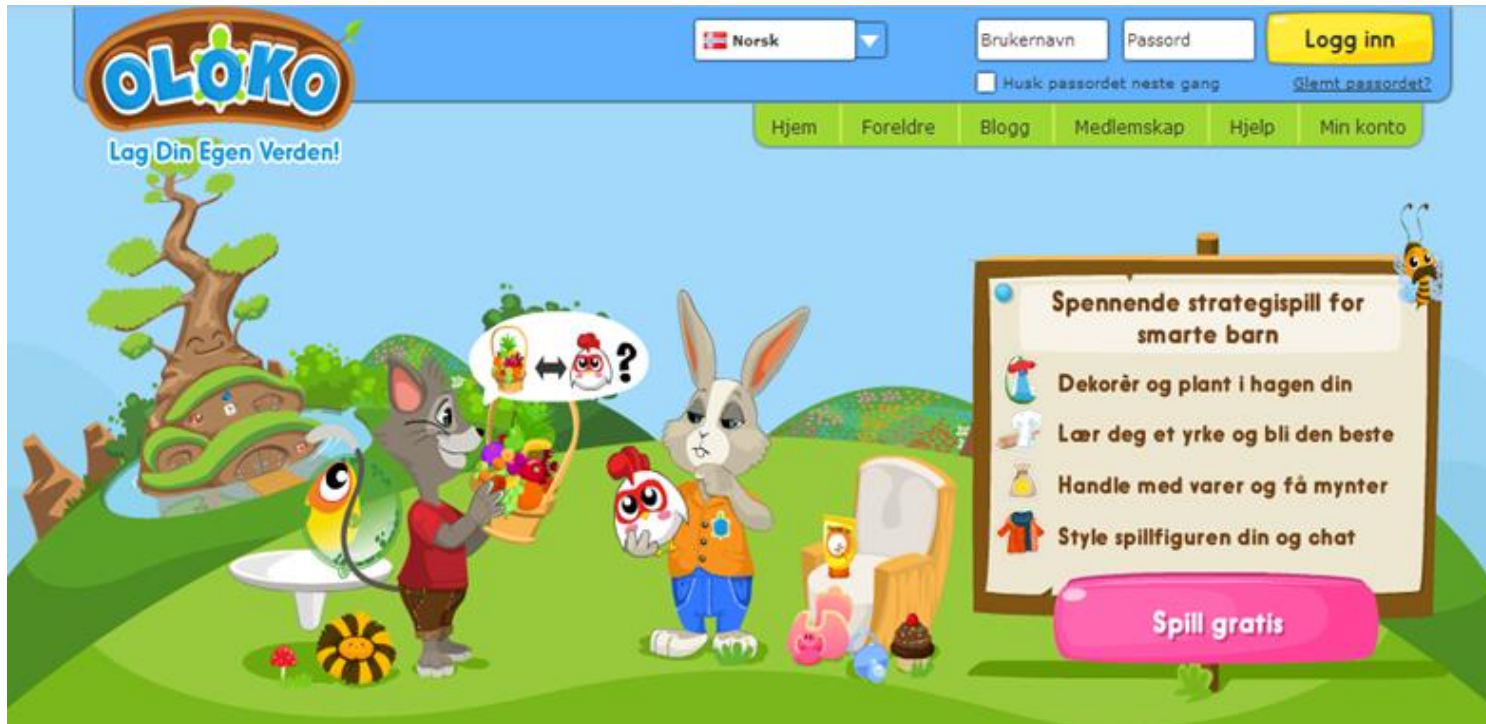 OLOKO
Lag Din Egen Verden!
Norsk
Brukernavn
Passord
Logg inn
Husk passordet neste gang
Glemt passordet?
Hjem Foreldre Blogg Medlemskap Hjelp Min konto
?
Spennende strategispill for
smarte barn
Dekorèr og plant i hagen din
Lær deg et yrke og bli den beste
Handle med varer og få mynter
Style spillfiguren din og chat
Spill gratis